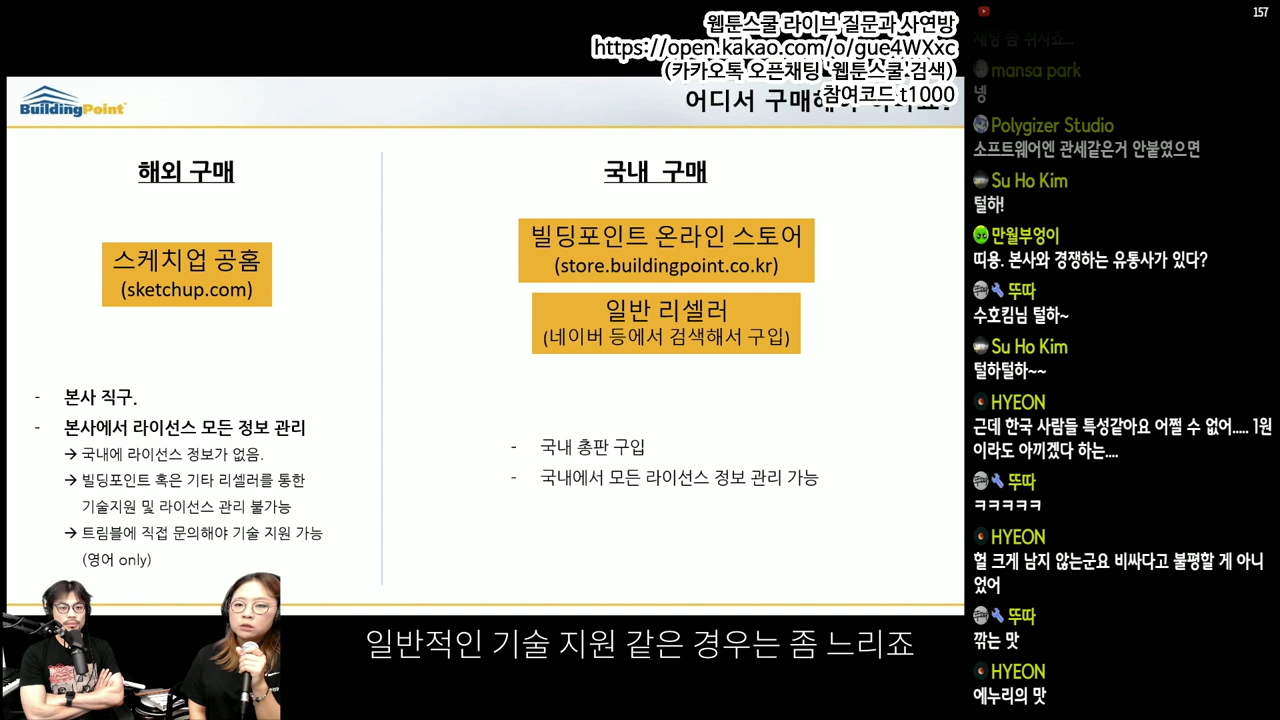 웹툰스쿨 라이브 질문과 사연방
https://open.kakao.com/o/gue4WXxc
(카카오톡 오픈채팅 '웹툰스쿨'검색)
참여코드 t1000
BuildingPoint
어디서 구매해야
해외 구매
스케치업 공홈
(sketchup.com)
- 본사 직구.
- 본사에서 라이선스 모든 정보 관리
→ 국내에 라이선스 정보가 없음.
→ 빌딩포인트 혹은 기타 리셀러를 통한
기술지원 및 라이선스 관리 불가능
→ 트림블에 직접 문의해야 기술 지원 가능
(영어 only)
국내 구매
빌딩포인트 온라인 스토어
(store.buildingpoint.co.kr)
일반 리셀러
(네이버 등에서 검색해서 구입)
- 국내 총판 구입
- 국내에서 모든 라이선스 정보 관리 가능
일반적인 기술 지원 같은 경우는 좀 느리죠
157
채팅 좀 쉬시죠...
mansa park
넹
Polygizer Studio
소프트웨어엔 관세같은거 안붙였으면
Su Ho Kim
털하!
만월부엉이
띠용. 본사와 경쟁하는 유통사가 있다?
뚜따
수호킴님 털하~
Su Ho Kim
털하털하~~
HYEON
근데 한국 사람들 특성같아요 어쩔 수 없어..... 1원
이라도 아끼겠다 하는....
뚜따
ㅋㅋㅋㅋㅋ
HYEON
헐 크게 남지 않는군요 비싸다고 불평할 게 아니
었어
뚜따
깎는 맛
HYEON
에누리의 맛